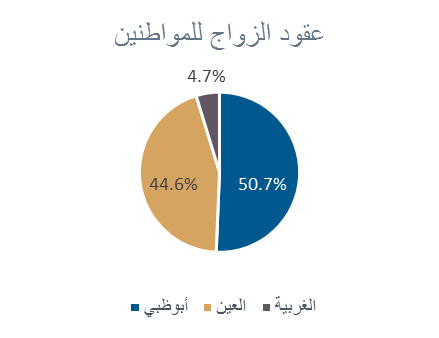 عقود الزواج للمواطنين
4.7%
44.6%
50.7%
أبوظبي العين الغربية